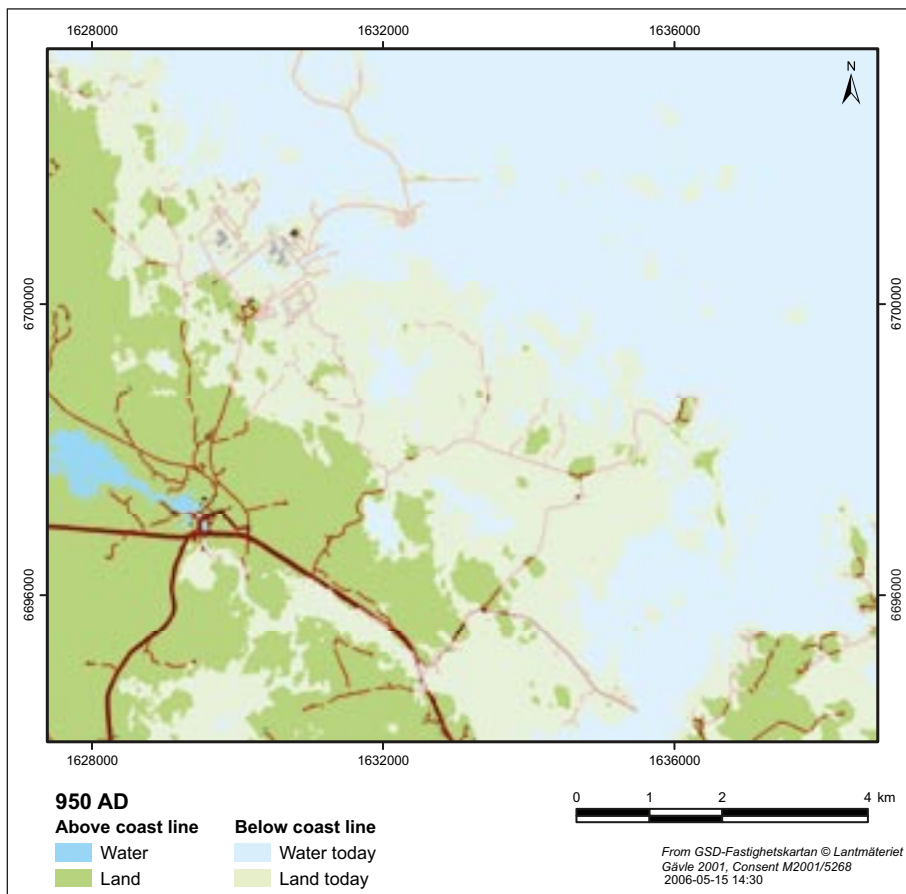 1628000 1632000 1636000
N
6700000 6700000
6696000 6696000
1628000 1632000 1636000
950 AD
Above coast line Below coast line
Water Water today
Land Land today
0 1 2 4 km
From GSD-Fastighetskartan © Lantmäteriet
Gävle 2001, Consent M2001/5268
2006-05-15 14:30